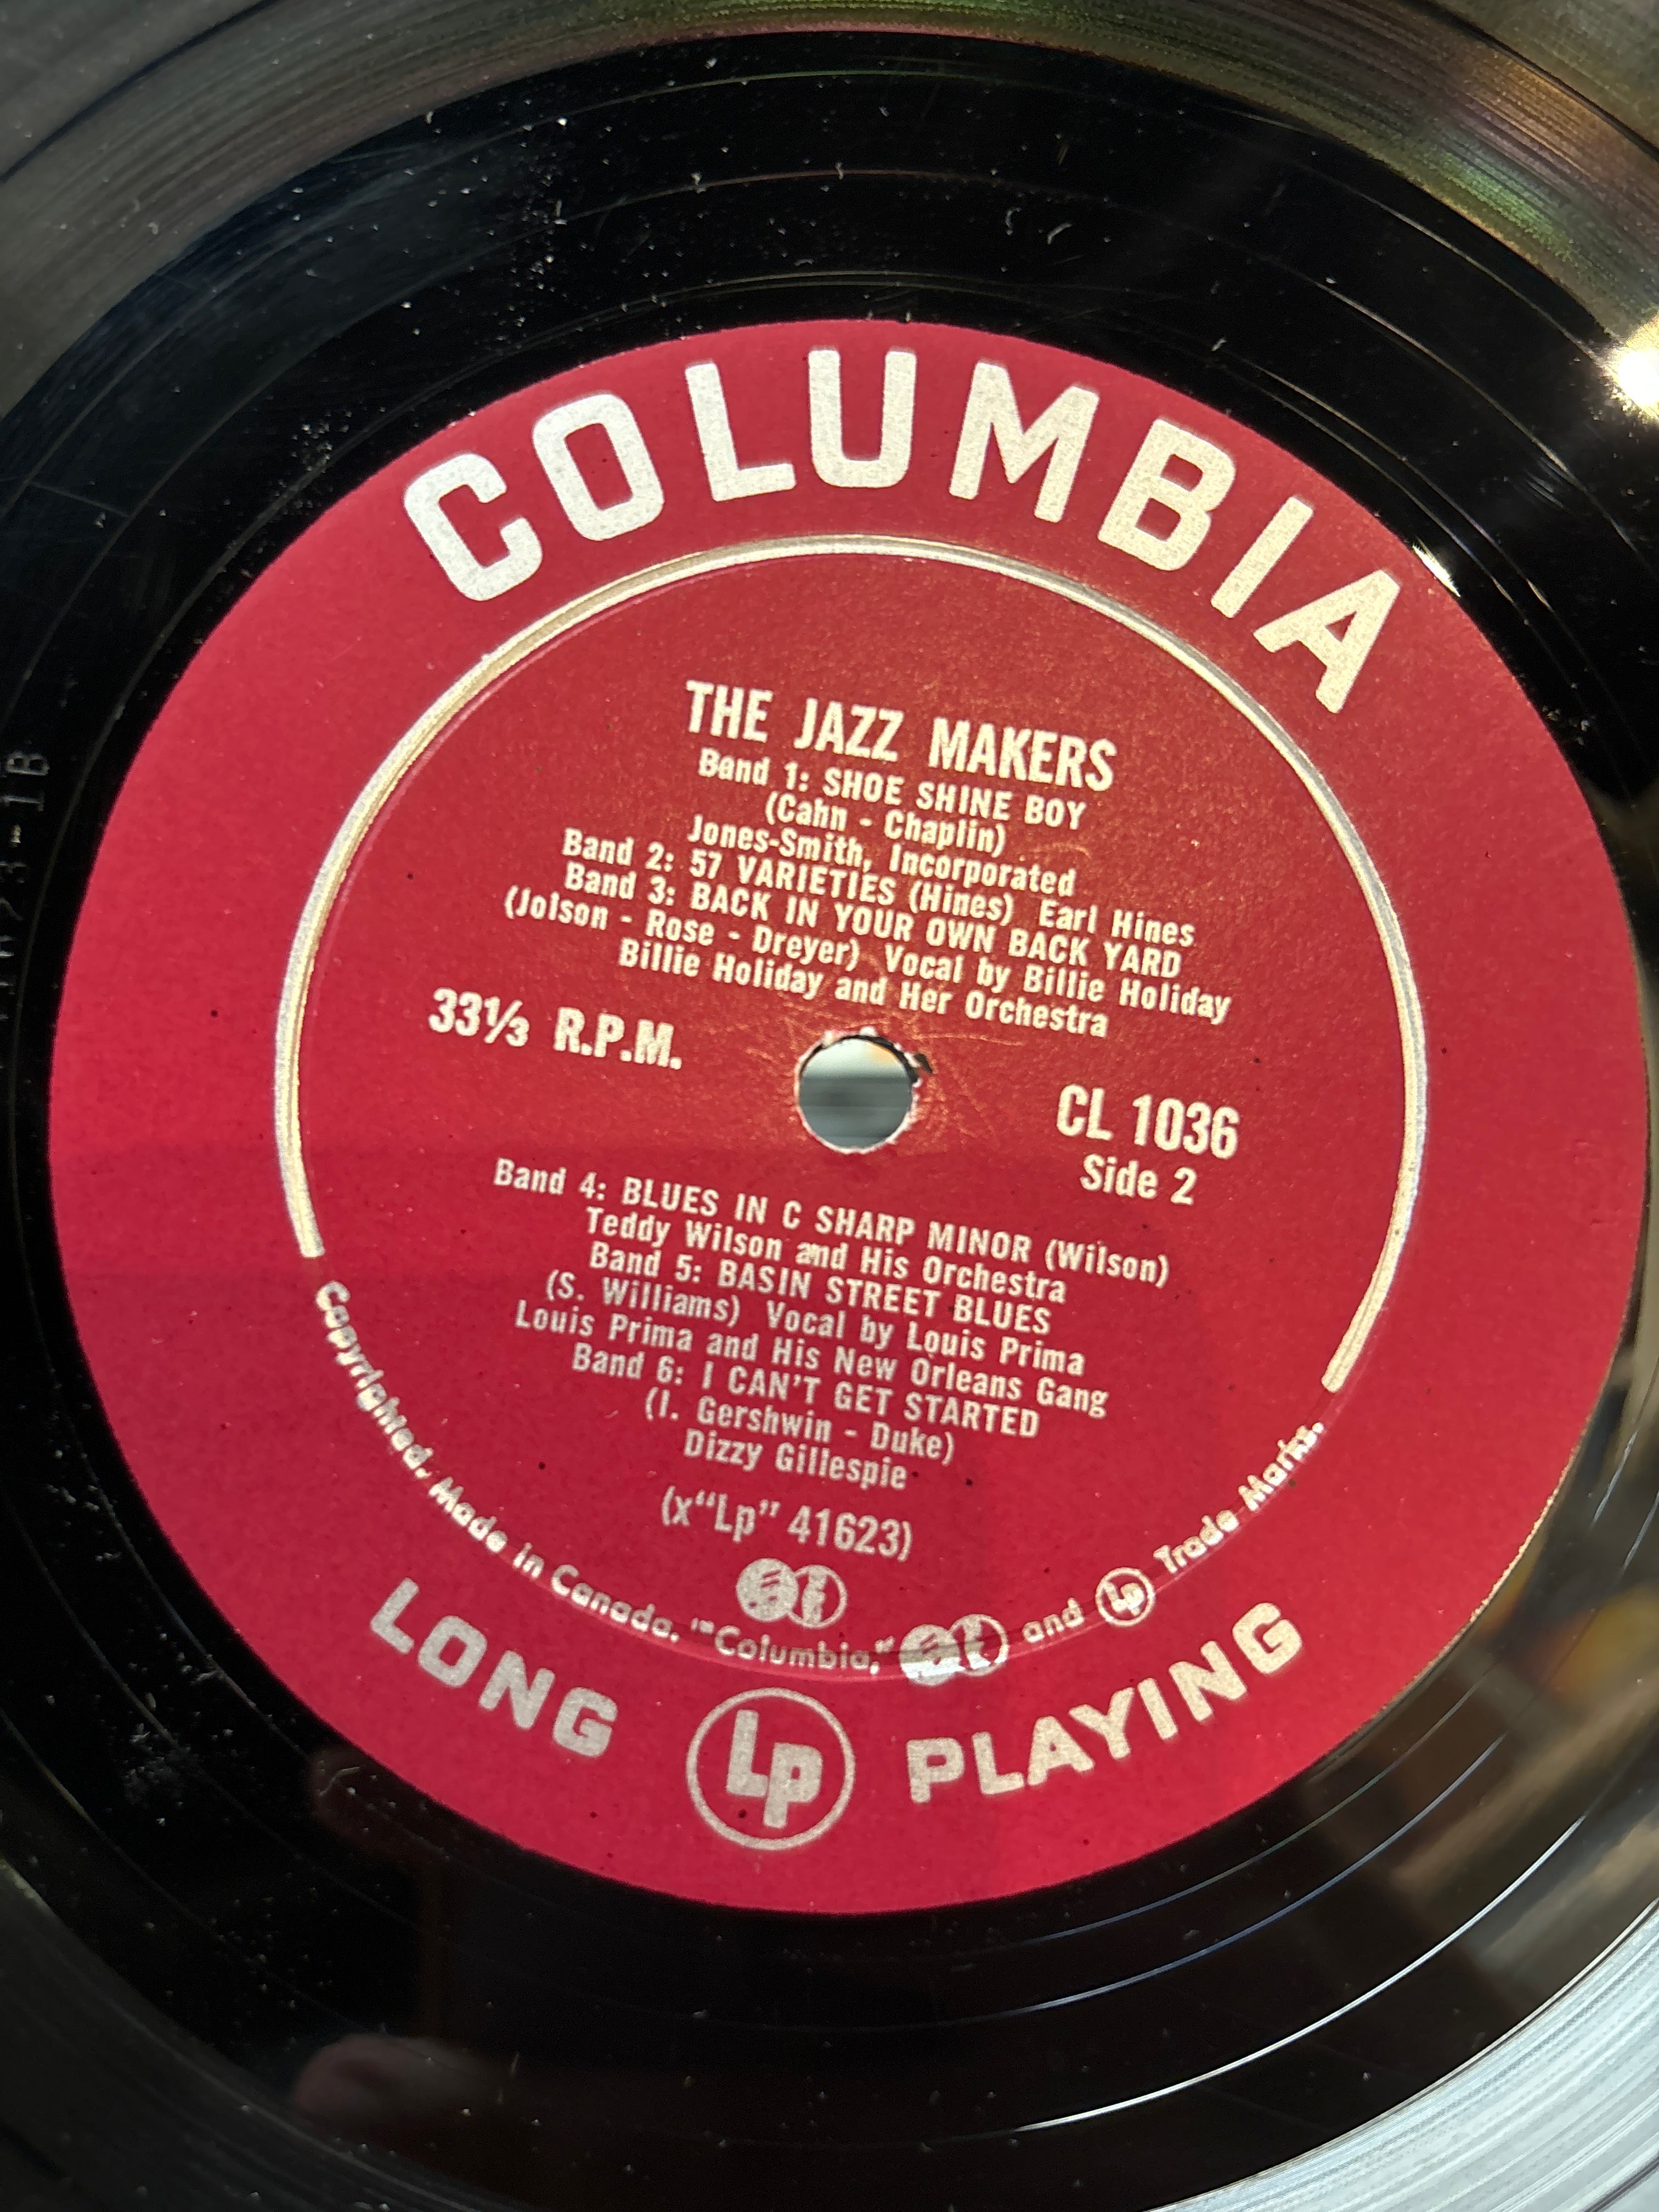 COLUMBIA
THE JAZZ MAKERS
Band 1: SHOE SHINE BOY
(Cahn - Chaplin)
Jones-Smith, Incorporated
Band 2: 57 VARIETIES (Hines) Earl Hines
Band 3: BACK IN YOUR OWN BACK YARD
(Jolson - Rose - Dreyer) Vocal by Billie Holiday
Billie Holiday and Her Orchestra
33⅓ R.P.M.
CL 1036
Side 2
Band 4: BLUES IN C SHARP MINOR (Wilson)
Teddy Wilson and His Orchestra
Band 5: BASIN STREET BLUES
(S. Williams) Vocal by Louis Prima
Louis Prima and His New Orleans Gang
Band 6: I CAN'T GET STARTED
(I. Gershwin - Duke)
Dizzy Gillespie
(x"Lp" 41623)
Copyrighted. Made in Canada. "Columbia," and Lp Trade Marks.
LONG LP PLAYING